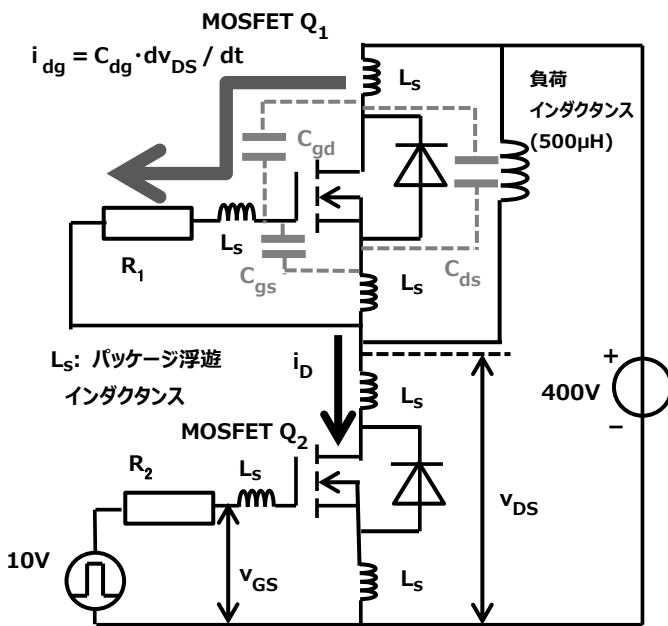 MOSFET Q1
i dg = Cdg・dvDS / dt
LS
負荷
インダクタンス
(500μH)
Cgd
LS
R1
Cgs
LS
Cds
LS: パッケージ浮遊
インダクタンス
iD
LS
400V
+
−
MOSFET Q2
R2
LS
vDS
10V
vGS
LS